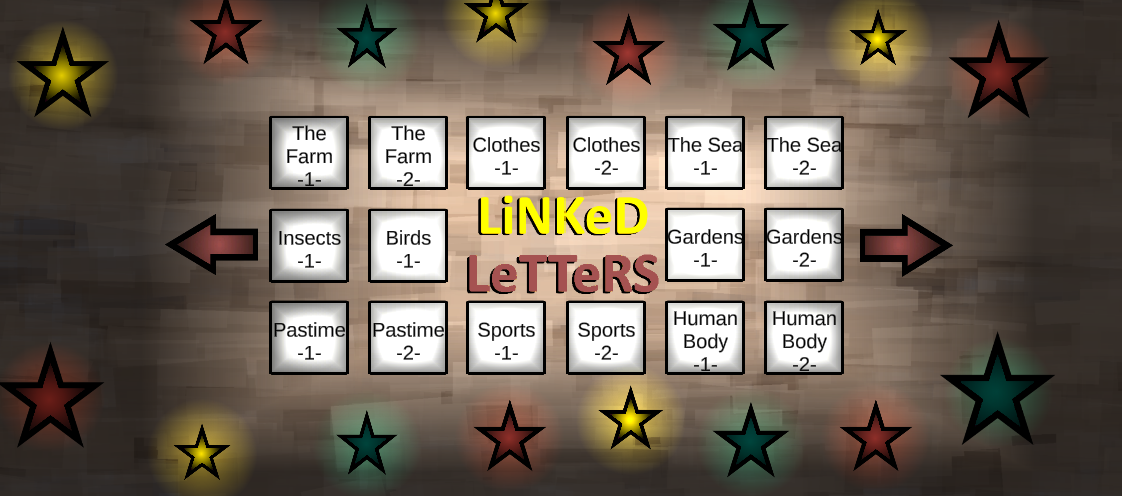 The
Farm
-1-
The
Farm
-2-
Clothes
-1-
Clothes
-2-
The Sea
-1-
The Sea
-2-
Insects
-1-
Birds
-1-
LiNKeD
LeTTeRS
Gardens
-1-
Gardens
-2-
Pastime
-1-
Pastime
-2-
Sports
-1-
Sports
-2-
Human
Body
-1-
Human
Body
-2-